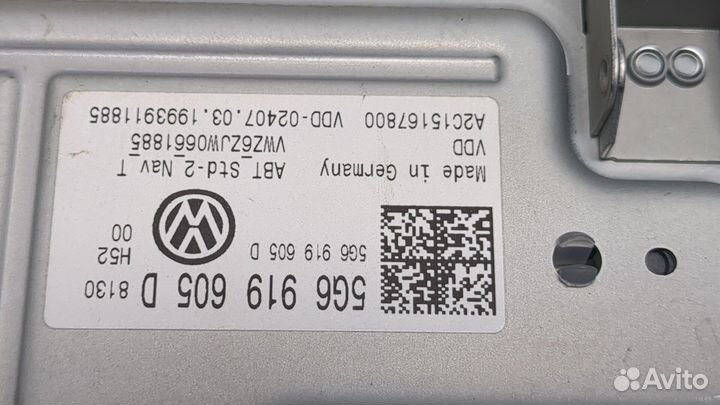 5G6 919 605 D 8130
5G6 919 605 D
H52
00
Made in Germany ABT_Std-2_Nav_T
VDD VWZ6ZJW0661885
A2C15167800 VDD-02407.03.1993911885
Avito